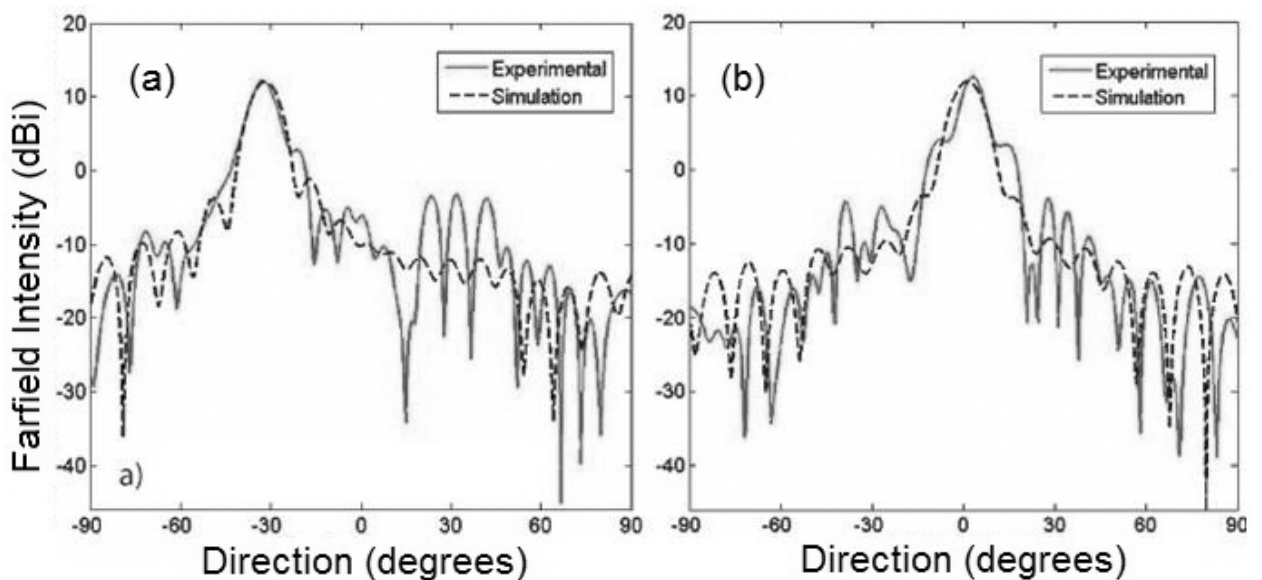 20
10
0
-10
-20
-30
-40
-90
-60
-30
0
30
60
90
(a)
Experimental
Simulation
a)
Farfield Intensity (dBi)
Direction (degrees)
20
10
0
-10
-20
-30
-40
-90
-60
-30
0
30
60
90
(b)
Experimental
Simulation
Direction (degrees)